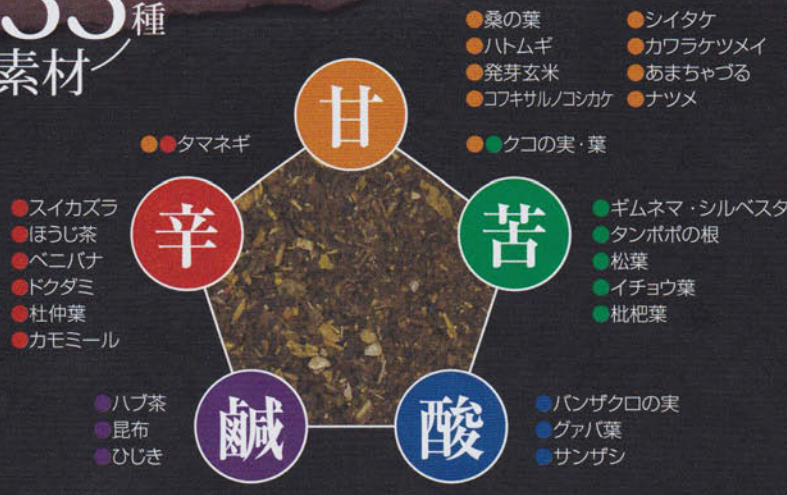 33種
素材
桑の葉
ハトムギ
発芽玄米
コフキサルノコシカケ
シイタケ
カワラケツメイ
あまちゃづる
ナツメ
甘
タマネギ
クコの実・葉
スイカズラ
ほうじ茶
ベニバナ
ドクダミ
杜仲葉
カモミール
辛
苦
ギムネマ・シルベスタ
タンポポの根
松葉
イチョウ葉
枇杷葉
ハブ茶
昆布
ひじき
鹹
酸
バンザクロの実
グァバ葉
サンザシ